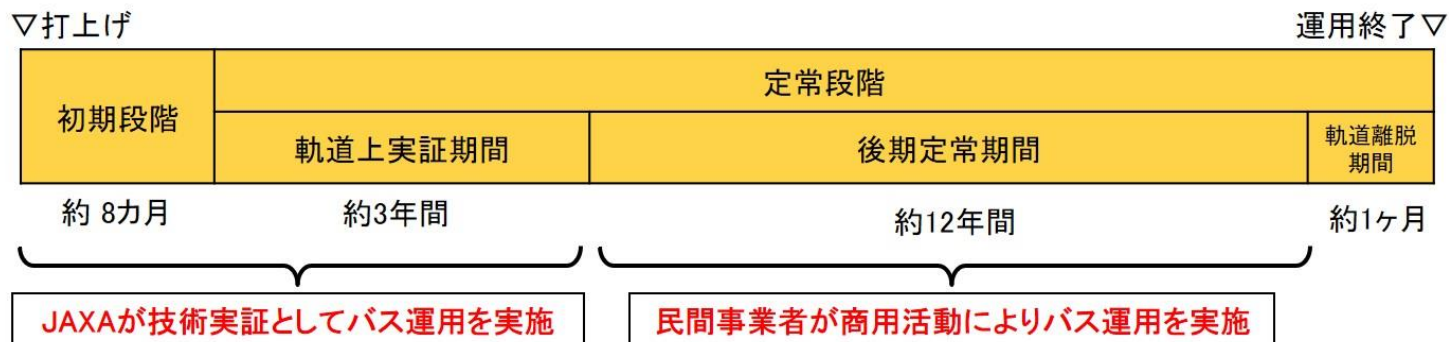 ▽打上げ
運用終了▽
初期段階
定常段階
軌道上実証期間
後期定常期間
軌道離脱
期間
約 8カ月
約3年間
約12年間
約1ヶ月
JAXAが技術実証としてバス運用を実施
民間事業者が商用活動によりバス運用を実施